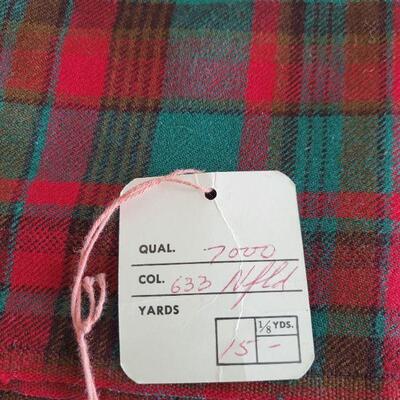 QUAL. 7000
COL. 633 Nfld
YARDS
1/8 YDS.
15 -